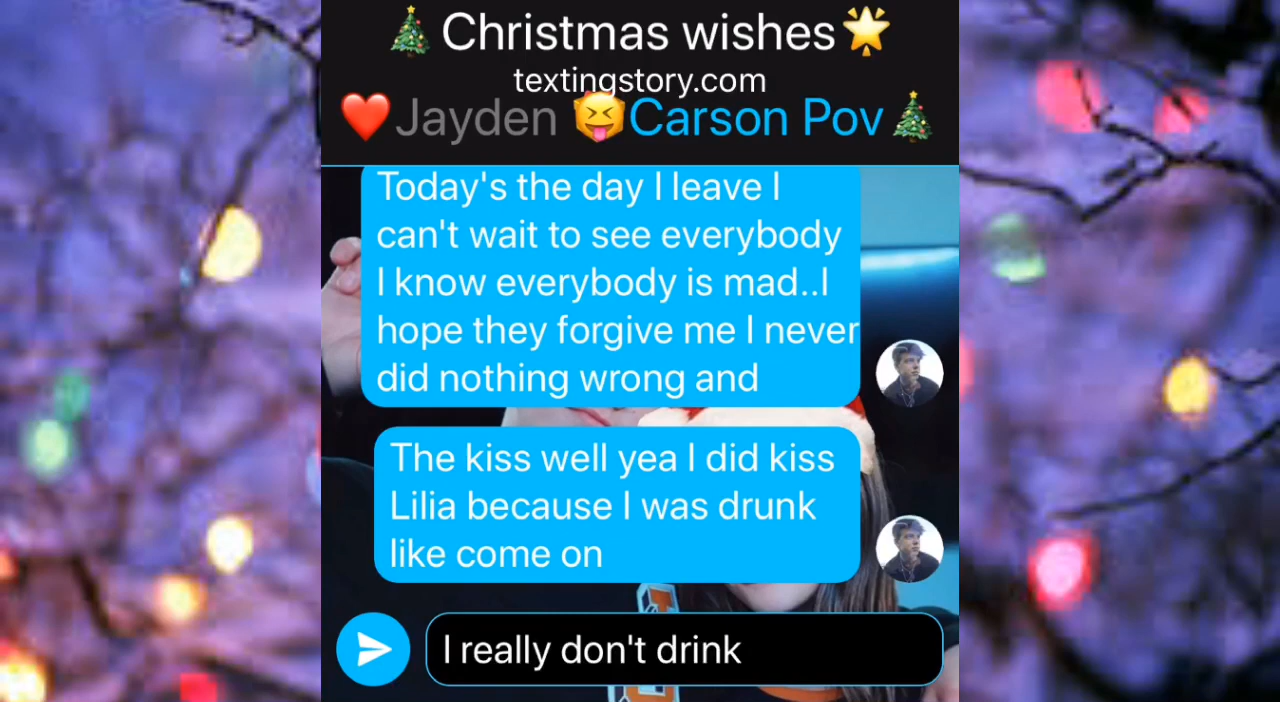 🎄Christmas wishes🌟
textingstory.com
❤️Jayden 😝Carson Pov🎄
Today's the day I leave I
can't wait to see everybody
I know everybody is mad..I
hope they forgive me I never
did nothing wrong and
The kiss well yea I did kiss
Lilia because I was drunk
like come on
I really don't drink